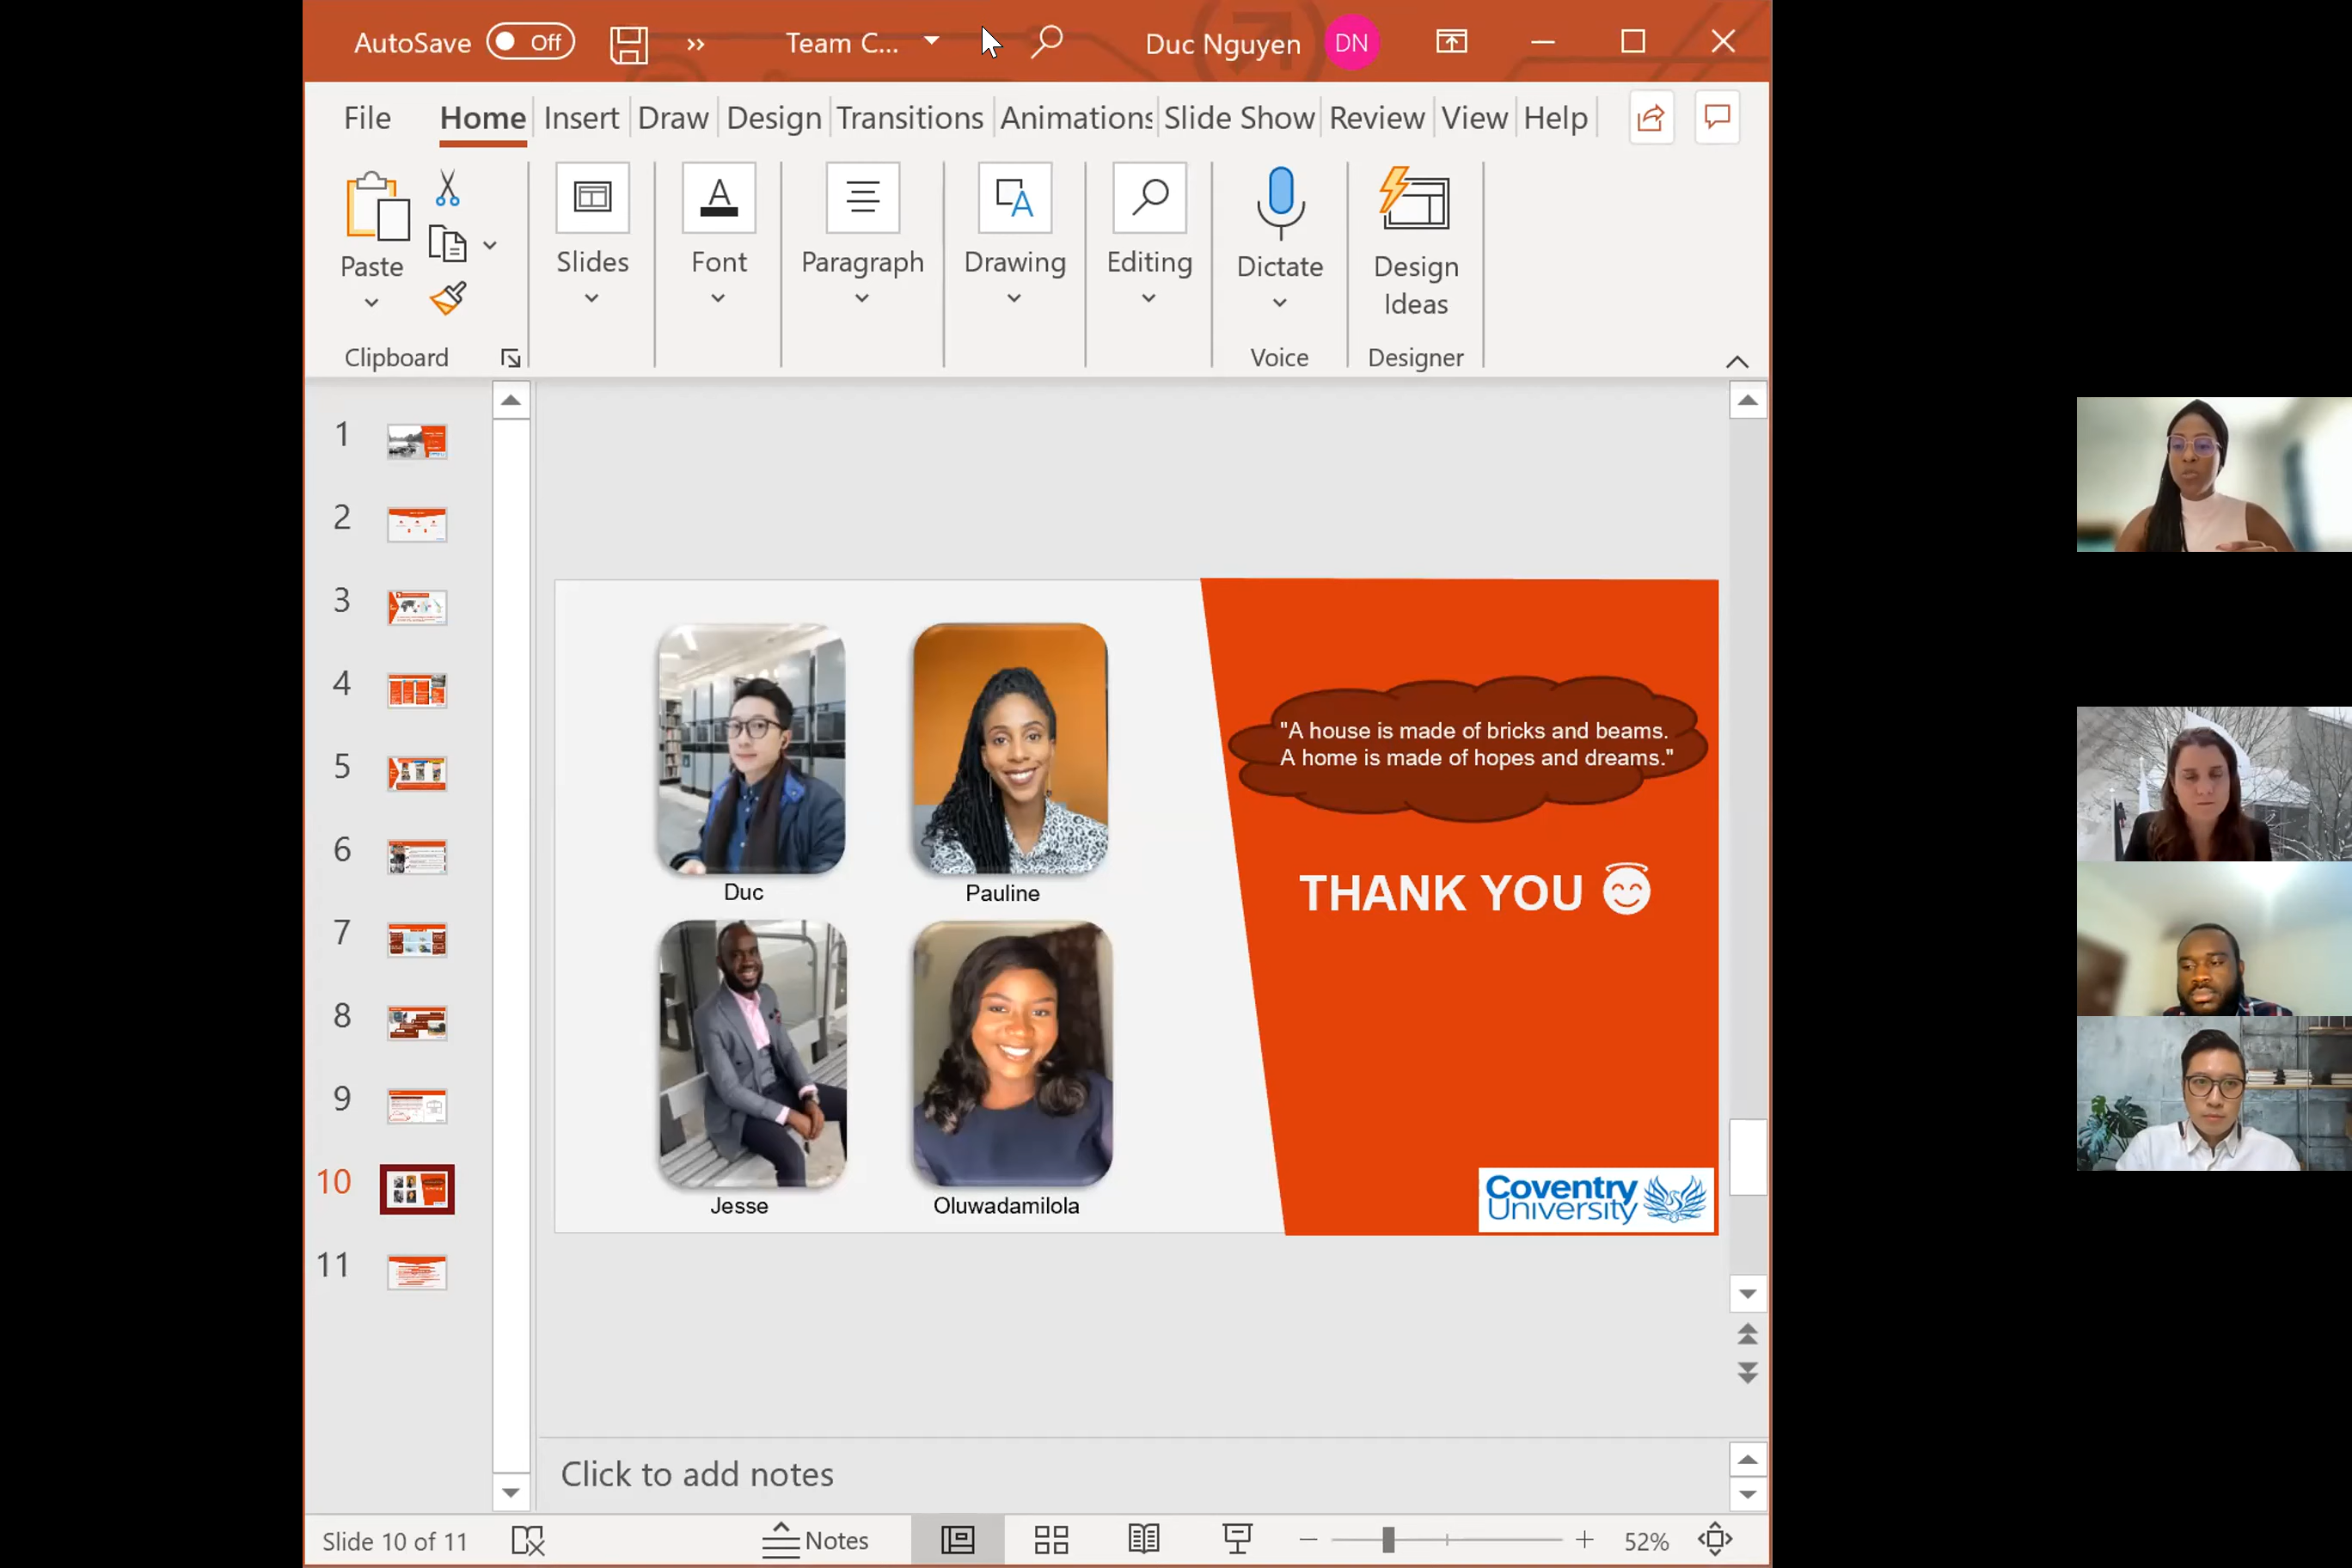 AutoSave Off Team C... Duc Nguyen DN
File Home Insert Draw Design Transitions Animations Slide Show Review View Help
Paste Slides Font Paragraph Drawing Editing Dictate Design
Ideas
Clipboard Voice Designer
1
2
3
4
5
6
7
8
9
10
11
"A house is made of bricks and beams.
A home is made of hopes and dreams."
THANK YOU
Duc
Pauline
Jesse
Oluwadamilola
Coventry
University
Click to add notes
Slide 10 of 11 Notes 52%